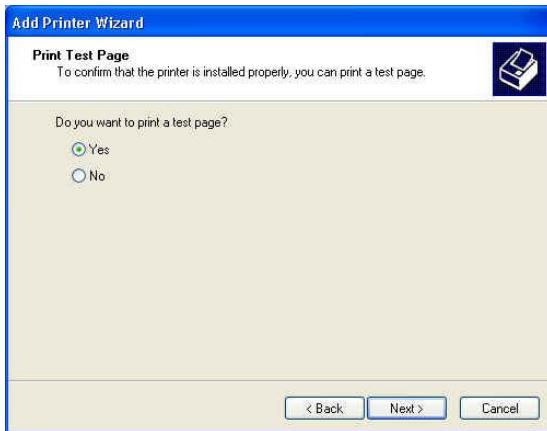 Add Printer Wizard
Print Test Page
To confirm that the printer is installed properly, you can print a test page.
Do you want to print a test page?
Yes
No
< Back Next > Cancel